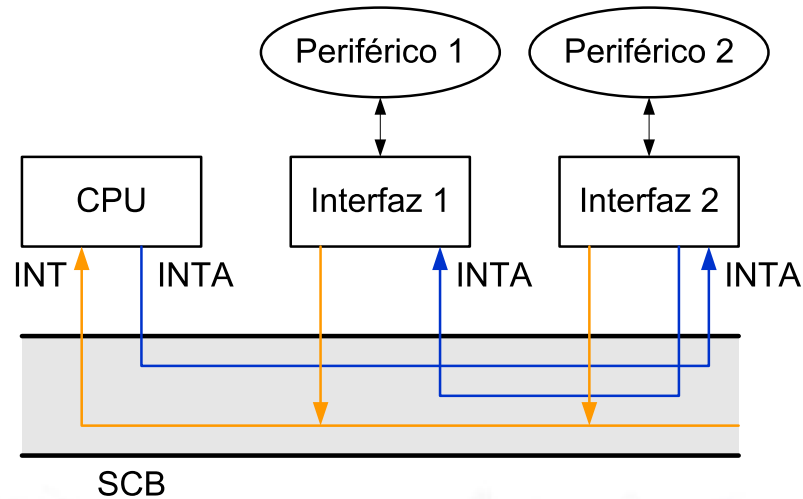 Periférico 1
Periférico 2
CPU
Interfaz 1
Interfaz 2
INT
INTA
INTA
INTA
SCB